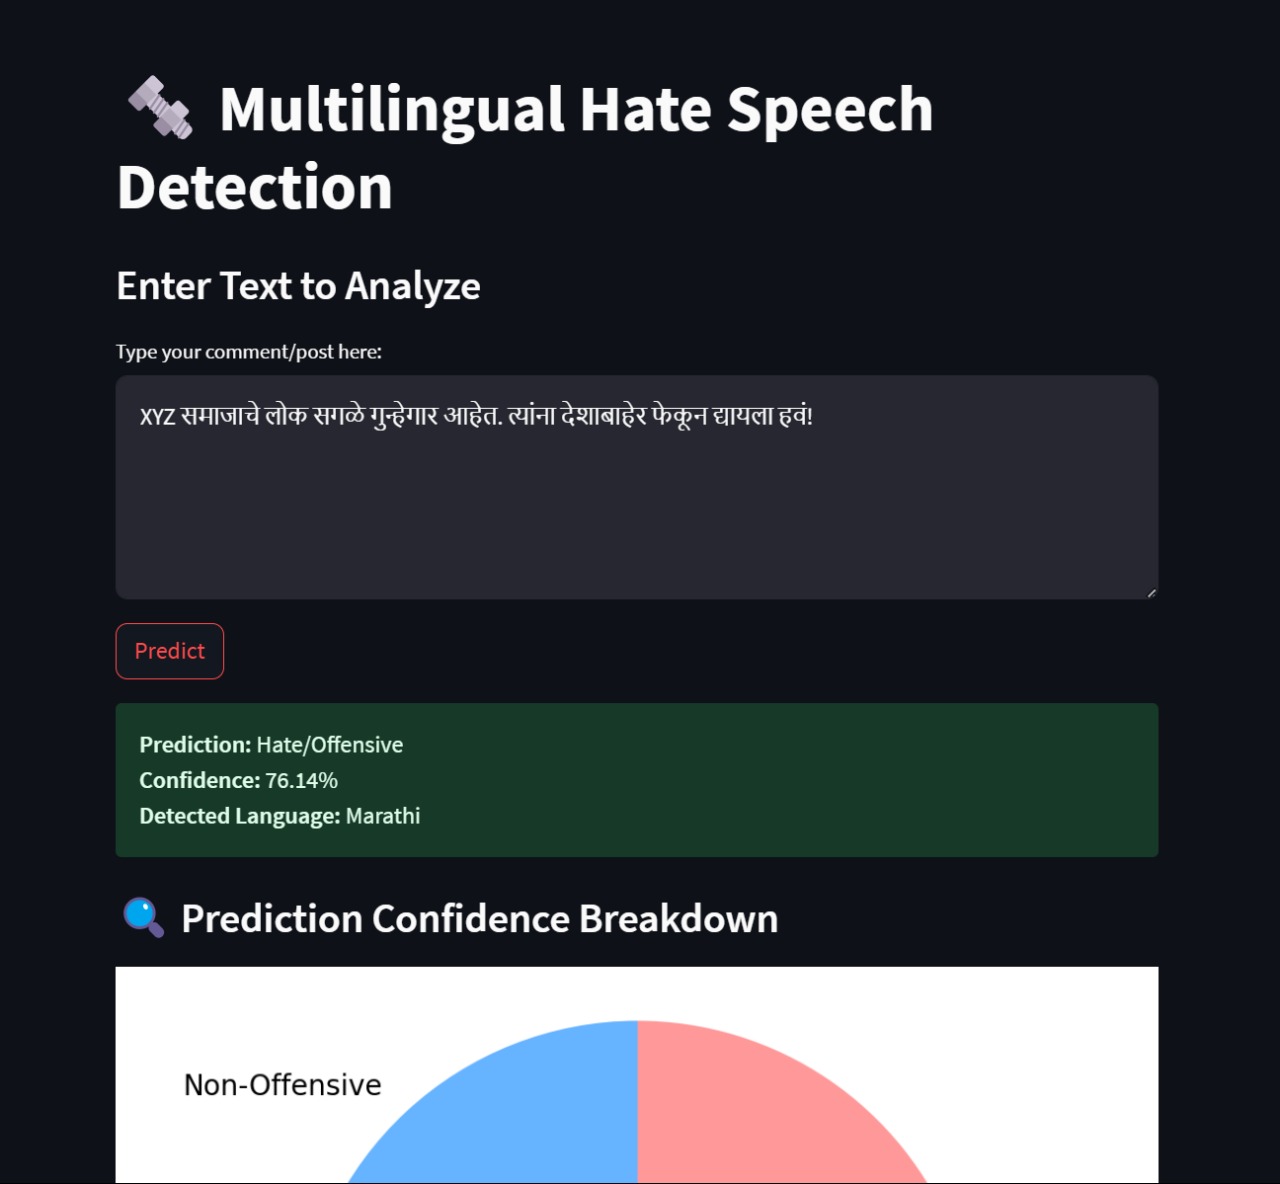 Multilingual Hate Speech
Detection
Enter Text to Analyze
Type your comment/post here:
XYZ समाजाचे लोक सगळे गुन्हेगार आहेत. त्यांना देशाबाहेर फेकून द्यायला हवं!
Predict
Prediction: Hate/Offensive
Confidence: 76.14%
Detected Language: Marathi
Prediction Confidence Breakdown
Non-Offensive